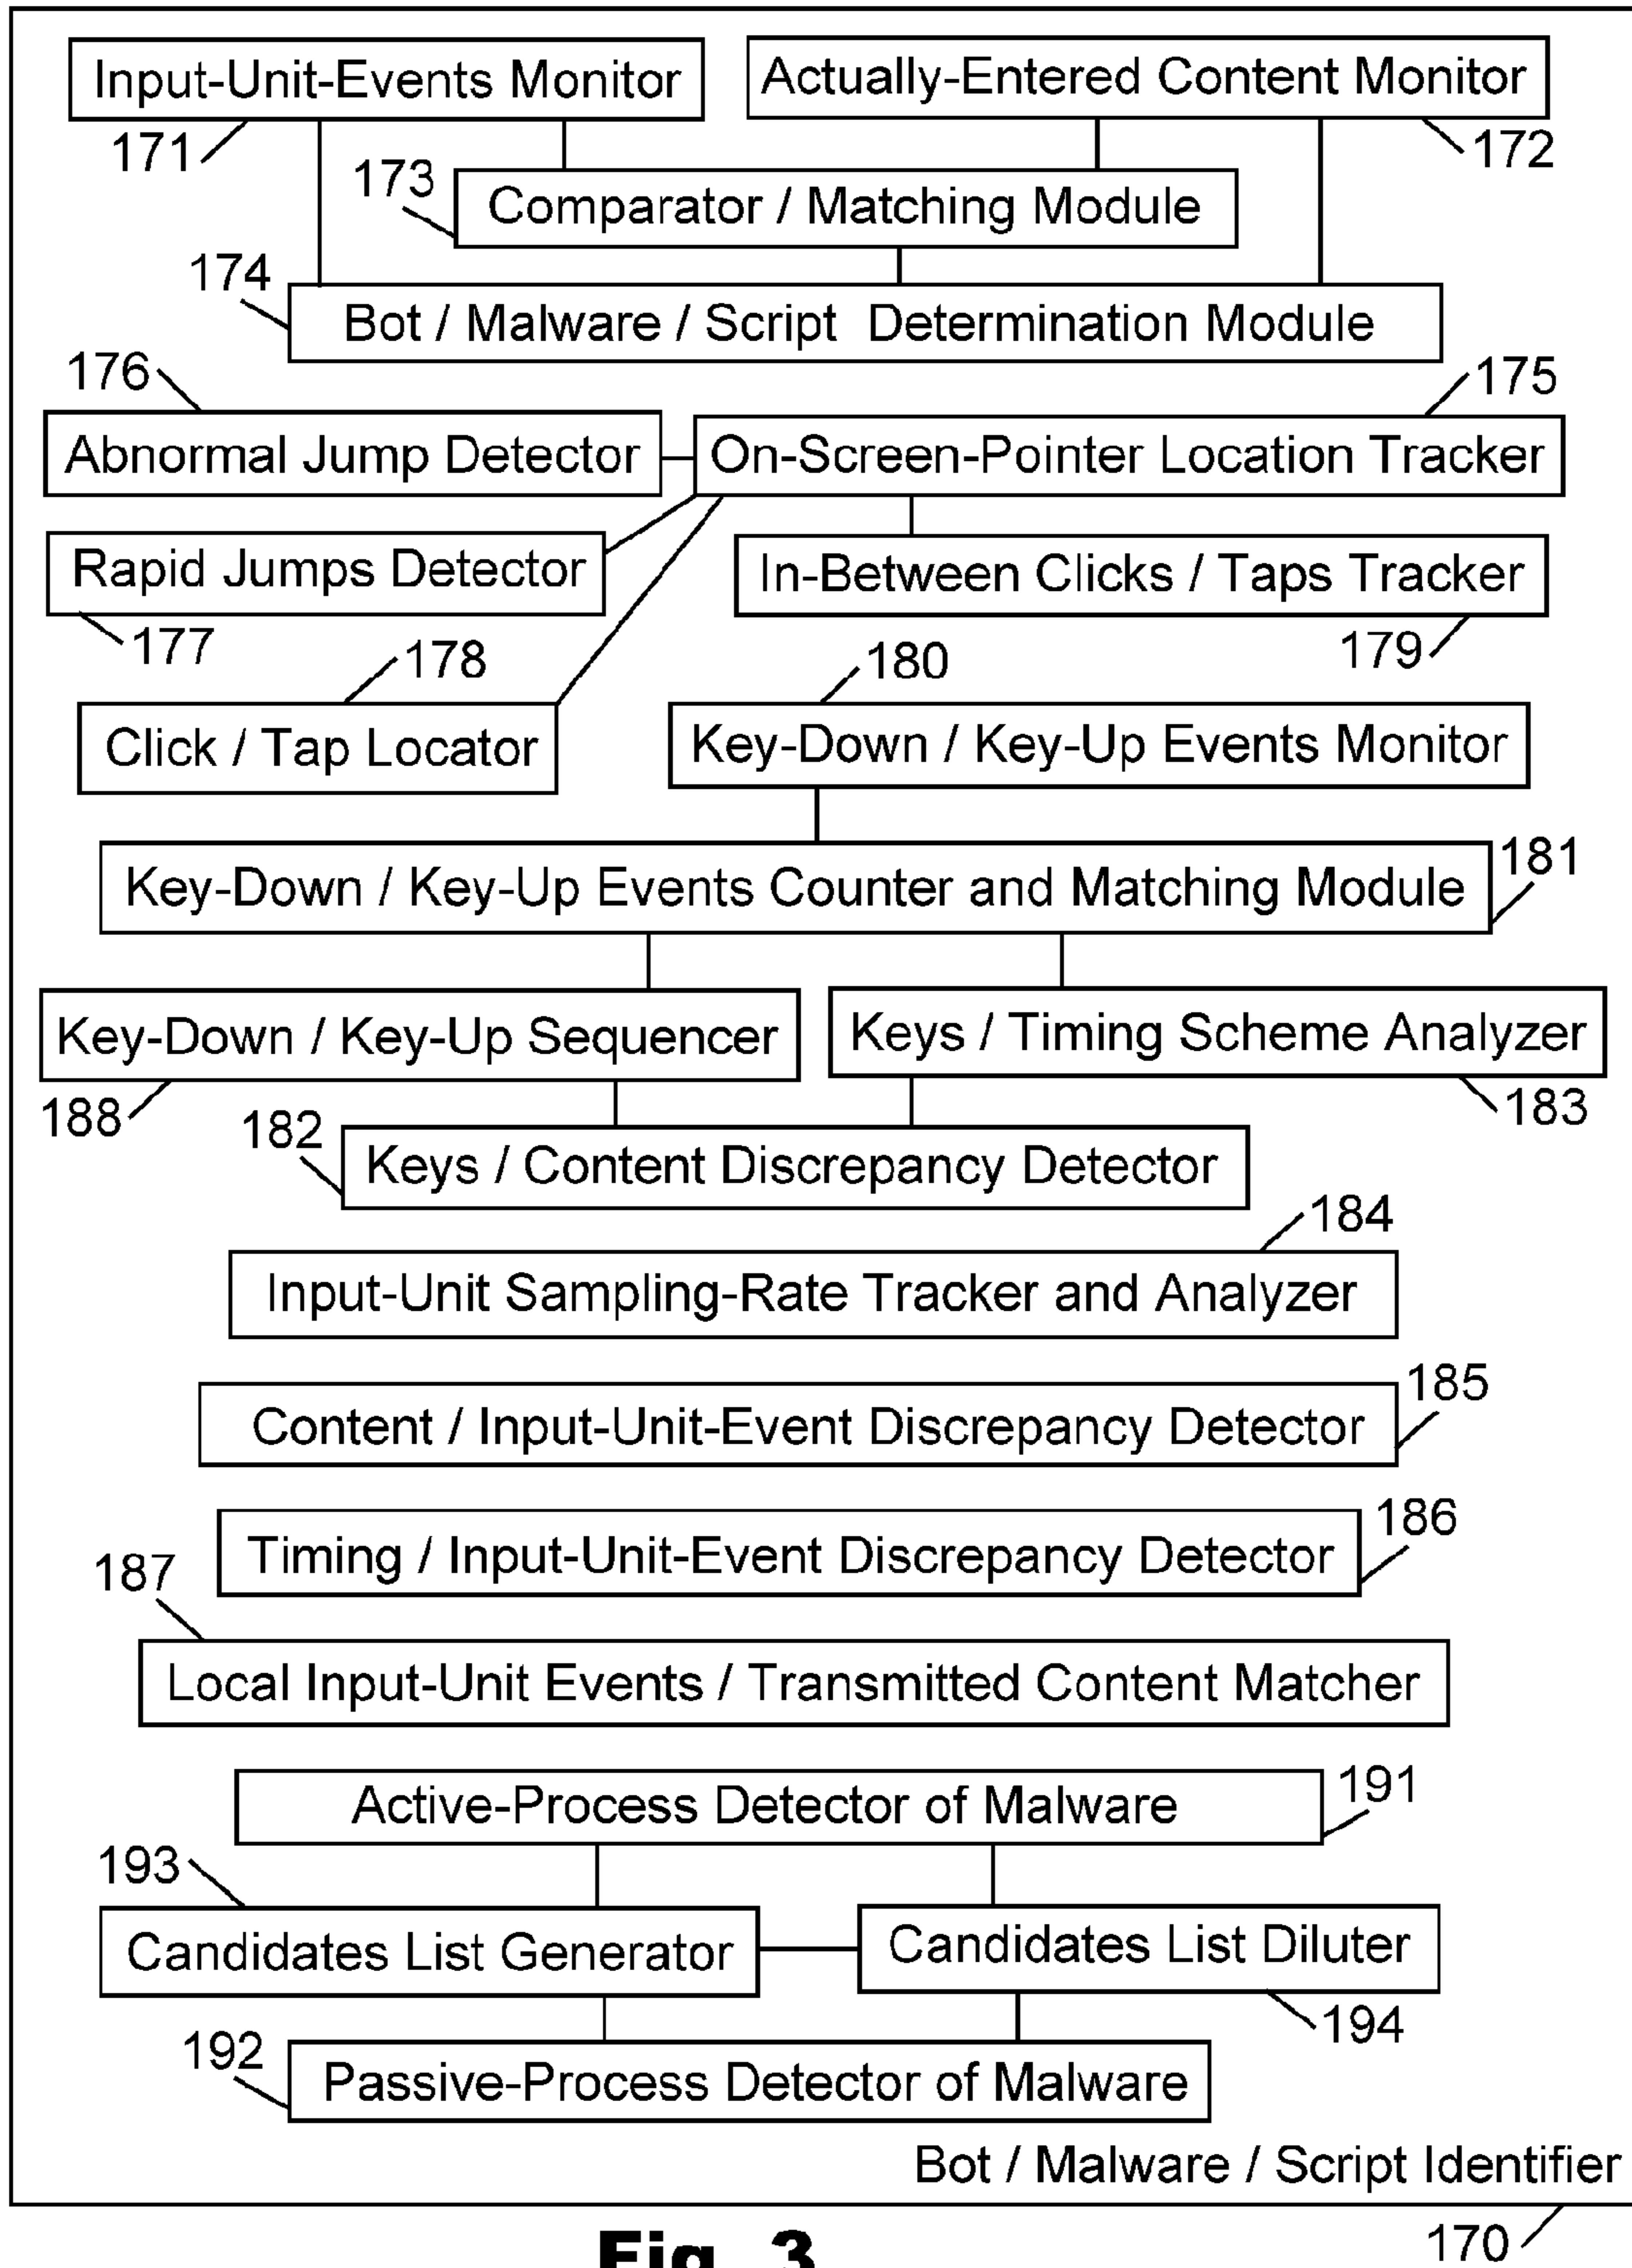 Input-Unit-Events Monitor
Actually-Entered Content Monitor
171
172
173
Comparator / Matching Module
174
Bot / Malware / Script Determination Module
176
175
Abnormal Jump Detector
On-Screen-Pointer Location Tracker
Rapid Jumps Detector
In-Between Clicks / Taps Tracker
177
178
179
180
Click / Tap Locator
Key-Down / Key-Up Events Monitor
181
Key-Down / Key-Up Events Counter and Matching Module
Key-Down / Key-Up Sequencer
Keys / Timing Scheme Analyzer
188
183
182
Keys / Content Discrepancy Detector
184
Input-Unit Sampling-Rate Tracker and Analyzer
185
Content / Input-Unit-Event Discrepancy Detector
186
Timing / Input-Unit-Event Discrepancy Detector
187
Local Input-Unit Events / Transmitted Content Matcher
191
Active-Process Detector of Malware
193
Candidates List Generator
Candidates List Diluter
194
192
Passive-Process Detector of Malware
Bot / Malware / Script Identifier
170
Fig. 3